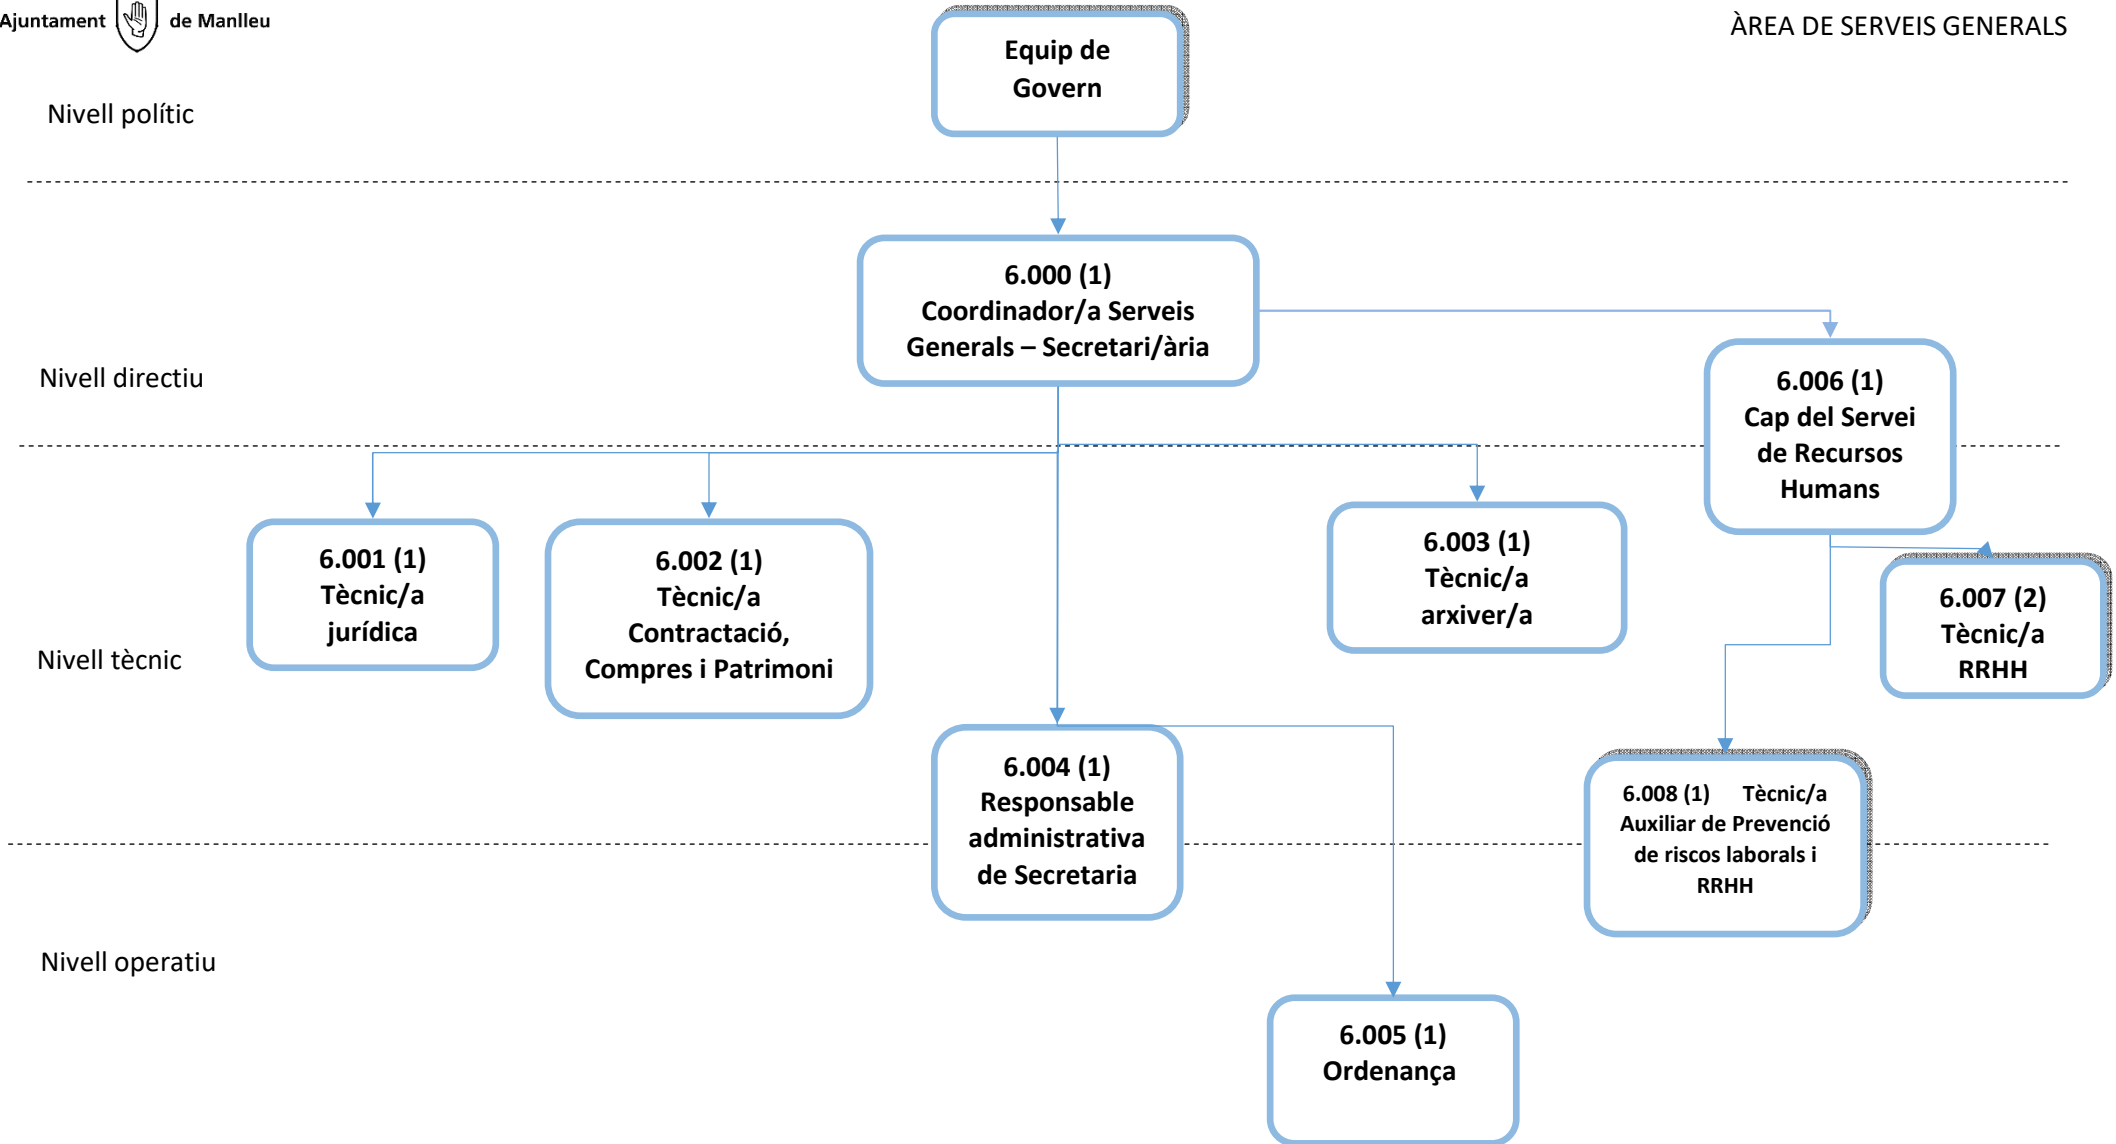 Ajuntament de Manlleu
ÀREA DE SERVEIS GENERALS
Equip de
Govern
Nivell polític
6.000 (1)
Coordinador/a Serveis
Generals – Secretari/ària
Nivell directiu
6.006 (1)
Cap del Servei
de Recursos
Humans
6.001 (1)
Tècnic/a
jurídica
6.002 (1)
Tècnic/a
Contractació,
Compres i Patrimoni
6.003 (1)
Tècnic/a
arxiver/a
6.007 (2)
Tècnic/a
RRHH
Nivell tècnic
6.004 (1)
Responsable
administrativa
de Secretaria
6.008 (1) Tècnic/a
Auxiliar de Prevenció
de riscos laborals i
RRHH
Nivell operatiu
6.005 (1)
Ordenança